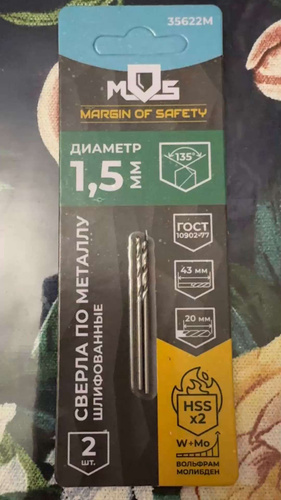 35622М
MOS
MARGIN OF SAFETY
ДИАМЕТР
1,5 ММ
135°
ГОСТ
10902-77
43 мм
20 мм
СВЕРЛА ПО МЕТАЛЛУ
ШЛИФОВАННЫЕ
HSS
x2
W+Mo
ВОЛЬФРАМ
МОЛИБДЕН
2
шт.